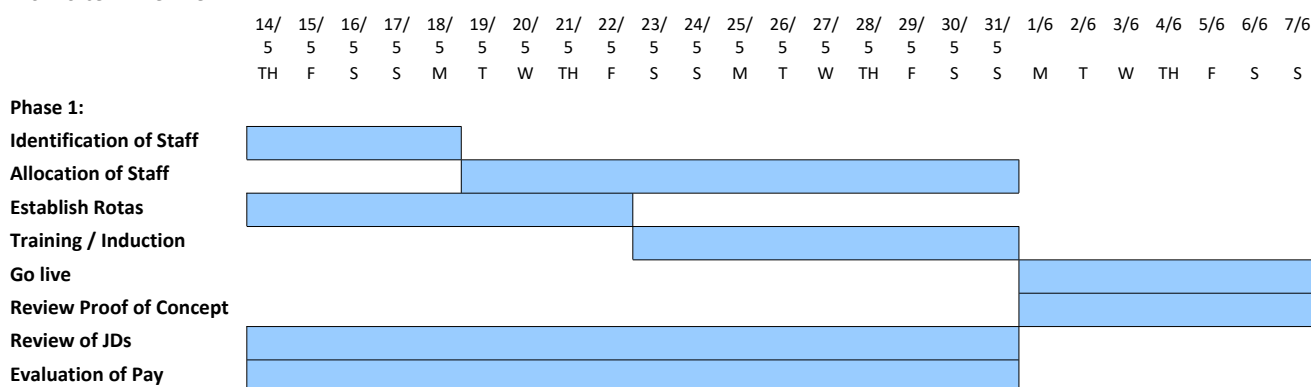 14/ 15/ 16/ 17/ 18/ 19/ 20/ 21/ 22/ 23/ 24/ 25/ 26/ 27/ 28/ 29/ 30/ 31/ 1/6 2/6 3/6 4/6 5/6 6/6 7/6
5 5 5 5 5 5 5 5 5 5 5 5 5 5 5 5 5 5
TH F S S M T W TH F S S M T W TH F S S M T W TH F S S
Phase 1:
Identification of Staff
Allocation of Staff
Establish Rotas
Training / Induction
Go live
Review Proof of Concept
Review of JDs
Evaluation of Pay